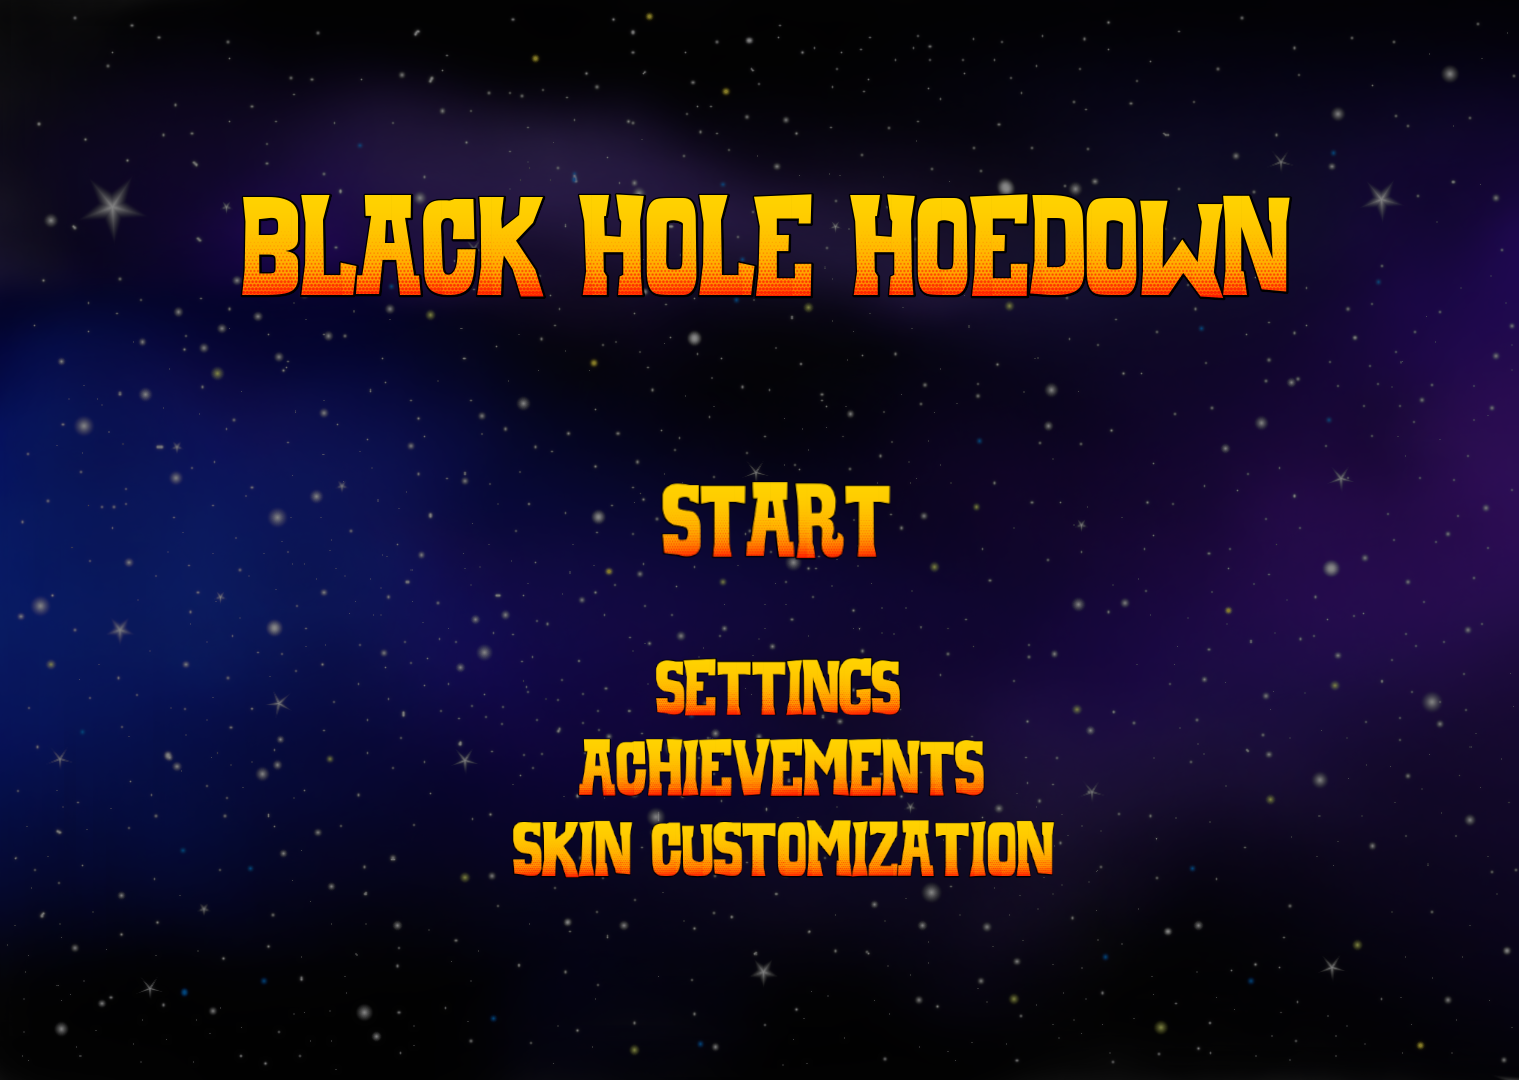 BLACK HOLE HOEDOWN
START
SETTINGS
ACHIEVEMENTS
SKIN CUSTOMIZATION